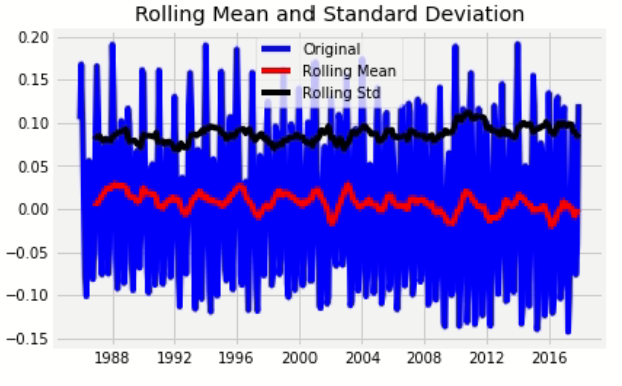 Rolling Mean and Standard Deviation
0.20
0.15
0.10
0.05
0.00
−0.05
−0.10
−0.15
Original
Rolling Mean
Rolling Std
1988 1992 1996 2000 2004 2008 2012 2016